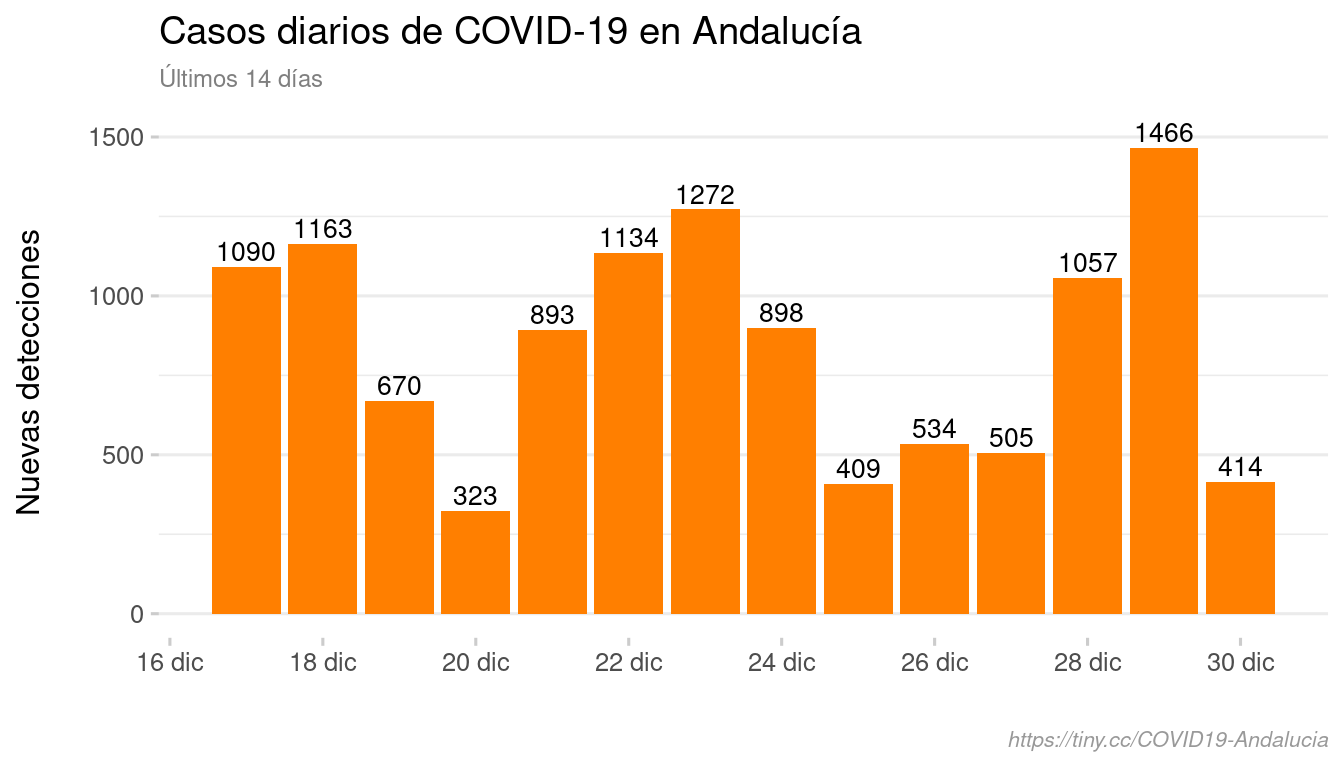 Casos diarios de COVID-19 en Andalucía
Últimos 14 días
Nuevas detecciones
1500
1000
500
0
1090
1163
670
323
893
1134
1272
898
409
534
505
1057
1466
414
16 dic
18 dic
20 dic
22 dic
24 dic
26 dic
28 dic
30 dic
https://tiny.cc/COVID19-Andalucia